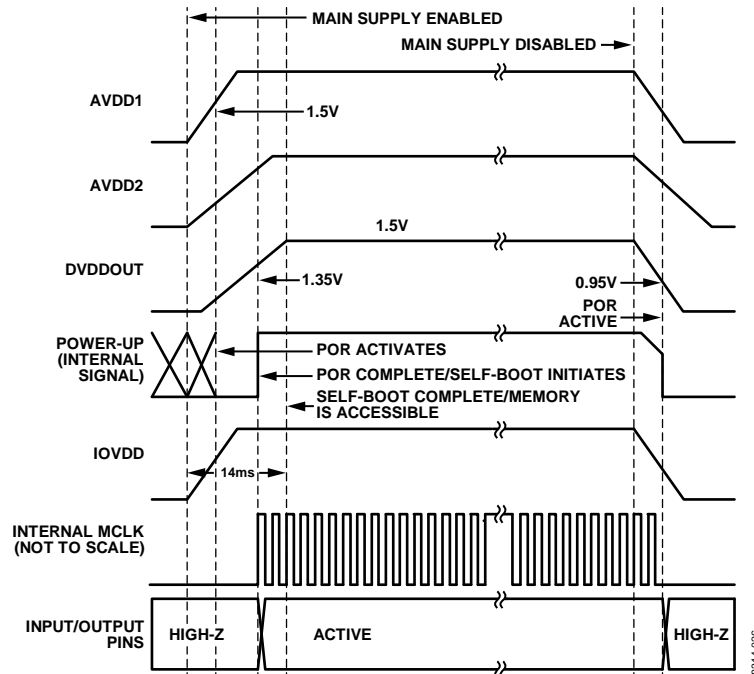 MAIN SUPPLY ENABLED
MAIN SUPPLY DISABLED
AVDD1
1.5V
AVDD2
1.5V
DVDDOUT
1.35V
0.95V
POR
ACTIVE
POWER-UP
(INTERNAL
SIGNAL)
POR ACTIVATES
POR COMPLETE/SELF-BOOT INITIATES
SELF-BOOT COMPLETE/MEMORY
IS ACCESSIBLE
IOVDD
14ms
INTERNAL MCLK
(NOT TO SCALE)
INPUT/OUTPUT
PINS
HIGH-Z
ACTIVE
HIGH-Z